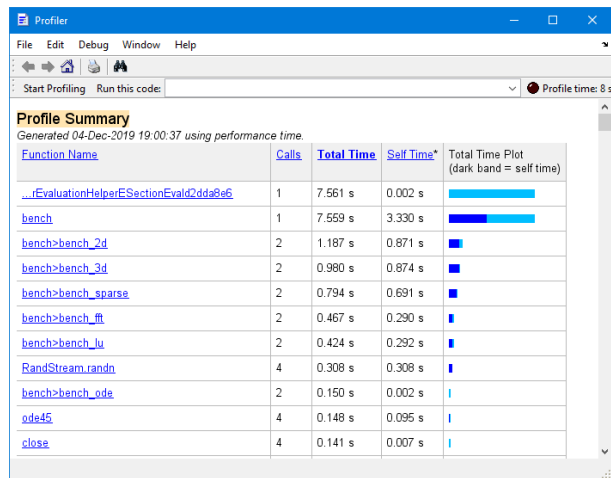 Profiler
File Edit Debug Window Help
Start Profiling Run this code: Profile time: 8 s
Profile Summary
Generated 04-Dec-2019 19:00:37 using performance time.
Function Name Calls Total Time Self Time* Total Time Plot
(dark band = self time)
...rEvaluationHelperESectionEvald2dda8e6 1 7.561 s 0.002 s
bench 1 7.559 s 3.330 s
bench>bench_2d 2 1.187 s 0.871 s
bench>bench_3d 2 0.980 s 0.874 s
bench>bench_sparse 2 0.794 s 0.691 s
bench>bench_fft 2 0.467 s 0.290 s
bench>bench_lu 2 0.424 s 0.292 s
RandStream.randn 4 0.308 s 0.308 s
bench>bench_ode 2 0.150 s 0.002 s
ode45 4 0.148 s 0.095 s
close 4 0.141 s 0.007 s